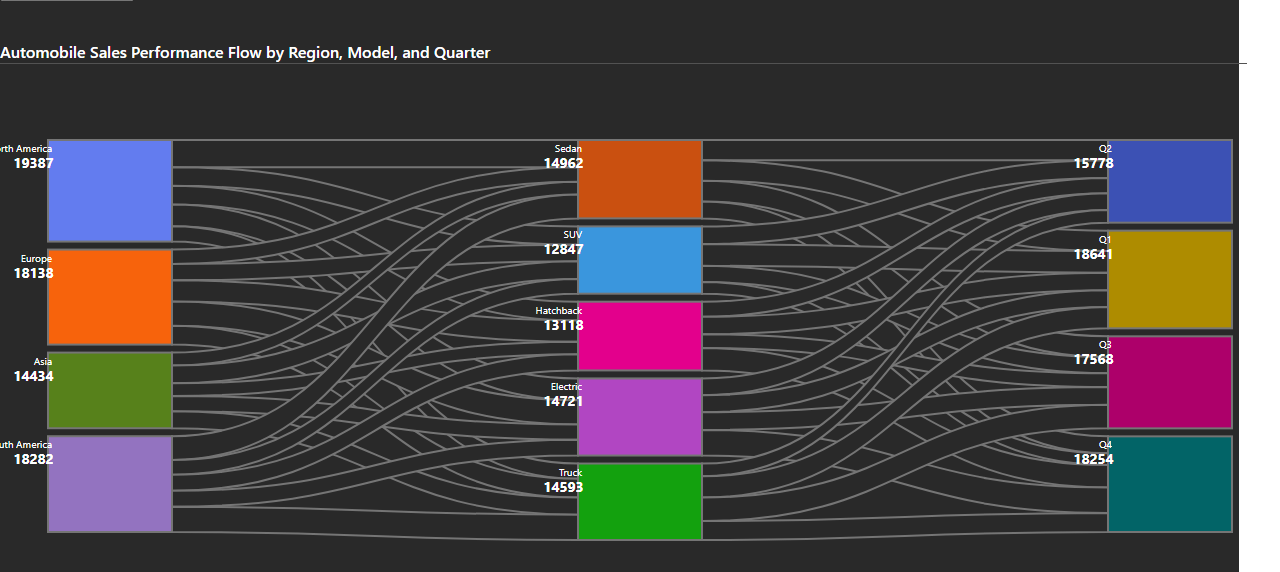 Automobile Sales Performance Flow by Region, Model, and Quarter
rth America
19387
Europe
18138
Asia
14434
uth America
18282
Sedan
14962
SUV
12847
Hatchback
13118
Electric
14721
Truck
14593
Q2
15778
Q1
18641
Q3
17568
Q4
18254